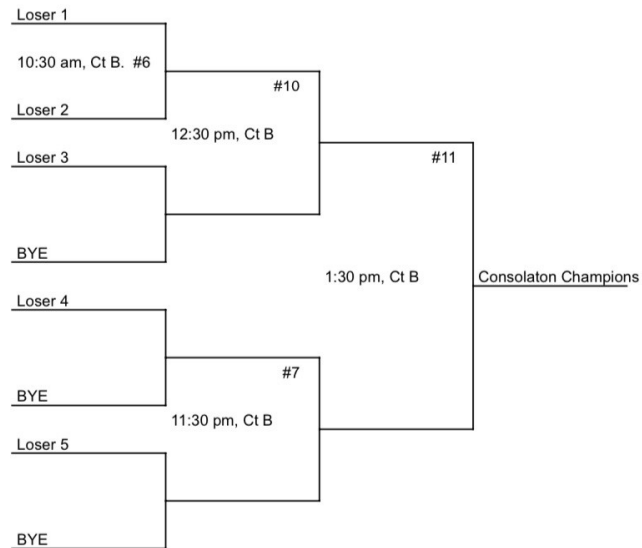 Loser 1
10:30 am, Ct B.  #6
#10
Loser 2
12:30 pm, Ct B
Loser 3
#11
BYE
1:30 pm, Ct B
Consolaton Champions
Loser 4
#7
BYE
11:30 pm, Ct B
Loser 5
BYE